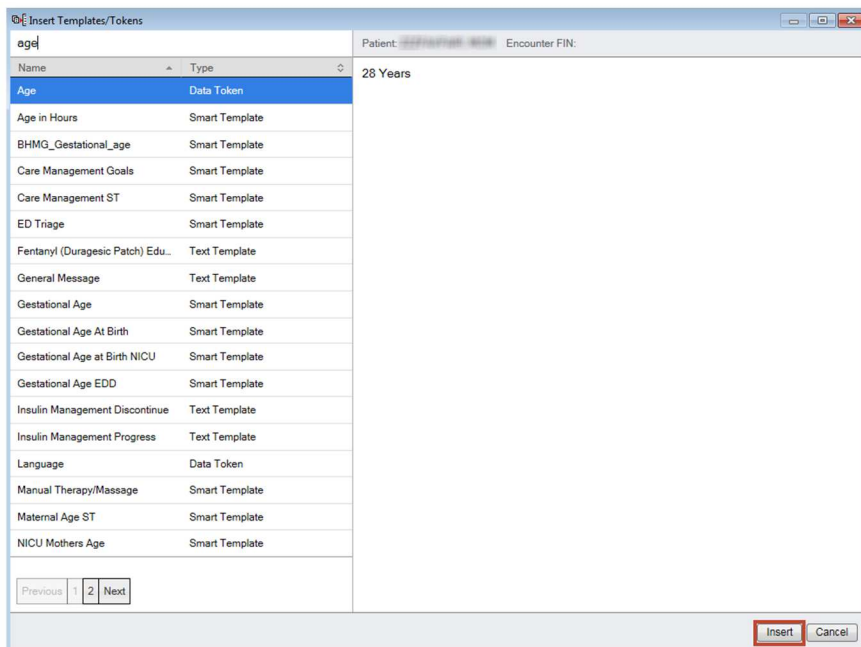 Insert Templates/Tokens
age
Patient: Encounter FIN:
Name Type
28 Years
Age Data Token
Age in Hours Smart Template
BHMG_Gestational_age Smart Template
Care Management Goals Smart Template
Care Management ST Smart Template
ED Triage Smart Template
Fentanyl (Duragesic Patch) Edu... Text Template
General Message Text Template
Gestational Age Smart Template
Gestational Age At Birth Smart Template
Gestational Age at Birth NICU Smart Template
Gestational Age EDD Smart Template
Insulin Management Discontinue Text Template
Insulin Management Progress Text Template
Language Data Token
Manual Therapy/Massage Smart Template
Maternal Age ST Smart Template
NICU Mothers Age Smart Template
Previous 1 2 Next
Insert Cancel